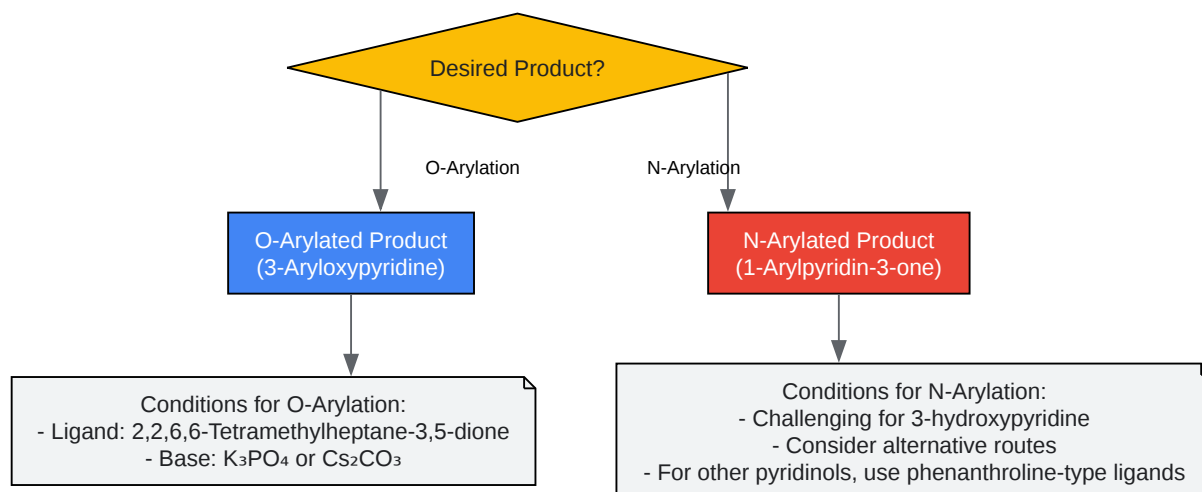 Desired Product?
O-Arylation
N-Arylation
O-Arylated Product
(3-Aryloxypyridine)
N-Arylated Product
(1-Arylpyridin-3-one)
Conditions for O-Arylation:
- Ligand: 2,2,6,6-Tetramethylheptane-3,5-dione
- Base: K₃PO₄ or Cs₂CO₃
Conditions for N-Arylation:
- Challenging for 3-hydroxypyridine
- Consider alternative routes
- For other pyridinols, use phenanthroline-type ligands